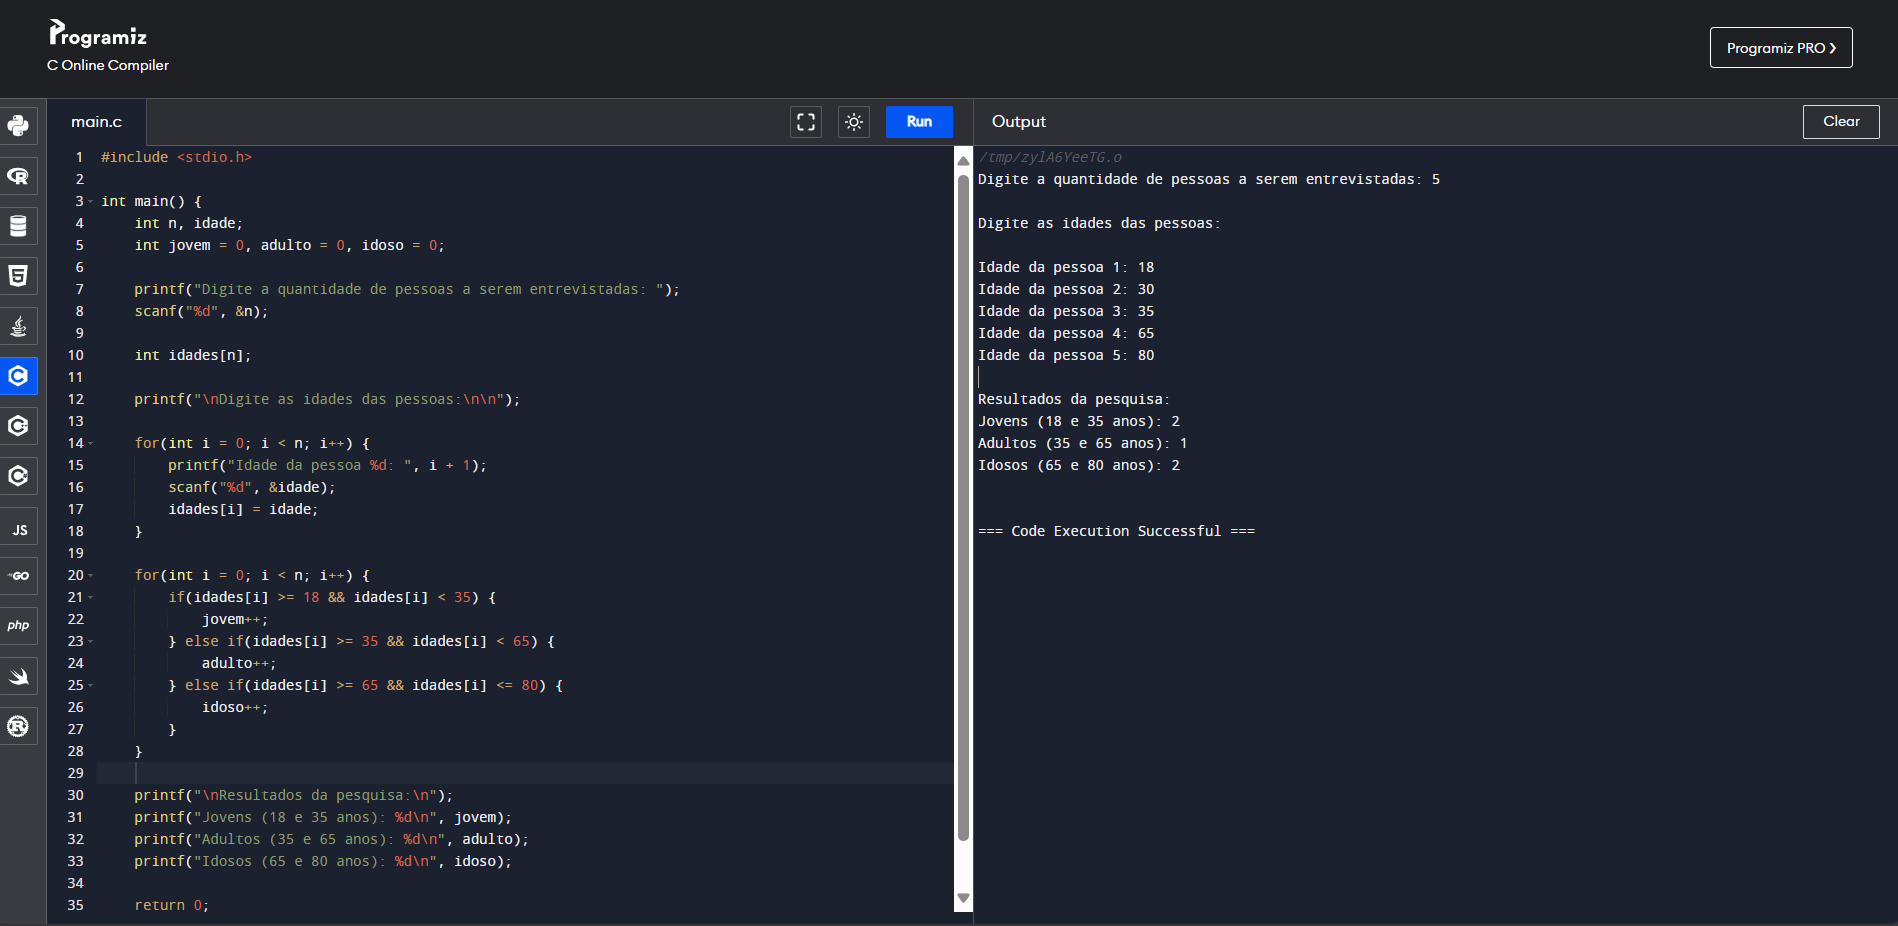 Programiz
C Online Compiler
Programiz PRO ❯
main.c
Run
Output
Clear
1 #include <stdio.h>
2
3 int main() {
4     int n, idade;
5     int jovem = 0, adulto = 0, idoso = 0;
6
7     printf("Digite a quantidade de pessoas a serem entrevistadas: ");
8     scanf("%d", &n);
9
10     int idades[n];
11
12     printf("\nDigite as idades das pessoas:\n\n");
13
14     for(int i = 0; i < n; i++) {
15         printf("Idade da pessoa %d: ", i + 1);
16         scanf("%d", &idade);
17         idades[i] = idade;
18     }
19
20     for(int i = 0; i < n; i++) {
21         if(idades[i] >= 18 && idades[i] < 35) {
22             jovem++;
23         } else if(idades[i] >= 35 && idades[i] < 65) {
24             adulto++;
25         } else if(idades[i] >= 65 && idades[i] <= 80) {
26             idoso++;
27         }
28     }
29
30     printf("\nResultados da pesquisa:\n");
31     printf("Jovens (18 e 35 anos): %d\n", jovem);
32     printf("Adultos (35 e 65 anos): %d\n", adulto);
33     printf("Idosos (65 e 80 anos): %d\n", idoso);
34
35     return 0;
/tmp/zylA6YeeTG.o
Digite a quantidade de pessoas a serem entrevistadas: 5
Digite as idades das pessoas:
Idade da pessoa 1: 18
Idade da pessoa 2: 30
Idade da pessoa 3: 35
Idade da pessoa 4: 65
Idade da pessoa 5: 80
Resultados da pesquisa:
Jovens (18 e 35 anos): 2
Adultos (35 e 65 anos): 1
Idosos (65 e 80 anos): 2
=== Code Execution Successful ===
JS
GO
php